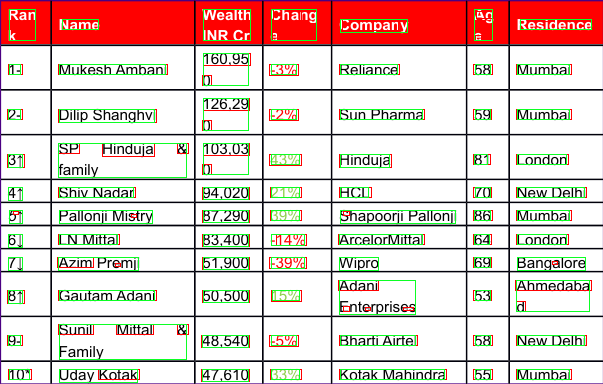 Rank Name Wealth INR Cr Change Company Age Residence
1- Mukesh Ambani 160,950 -3% Reliance 58 Mumbai
2- Dilip Shanghvi 126,290 -2% Sun Pharma 59 Mumbai
3↑ SP Hinduja & family 103,030 43% Hinduja 81 London
4↑ Shiv Nadar 94,020 21% HCL 70 New Delhi
5* Pallonji Mistry 87,290 39% Shapoorji Pallonji 86 Mumbai
6↓ LN Mittal 83,400 -14% ArcelorMittal 64 London
7↓ Azim Premji 51,900 -39% Wipro 69 Bangalore
8↑ Gautam Adani 50,500 15% Adani Enterprises 53 Ahmedabad
9- Sunil Mittal & Family 48,540 -5% Bharti Airtel 58 New Delhi
10* Uday Kotak 47,610 33% Kotak Mahindra 55 Mumbai